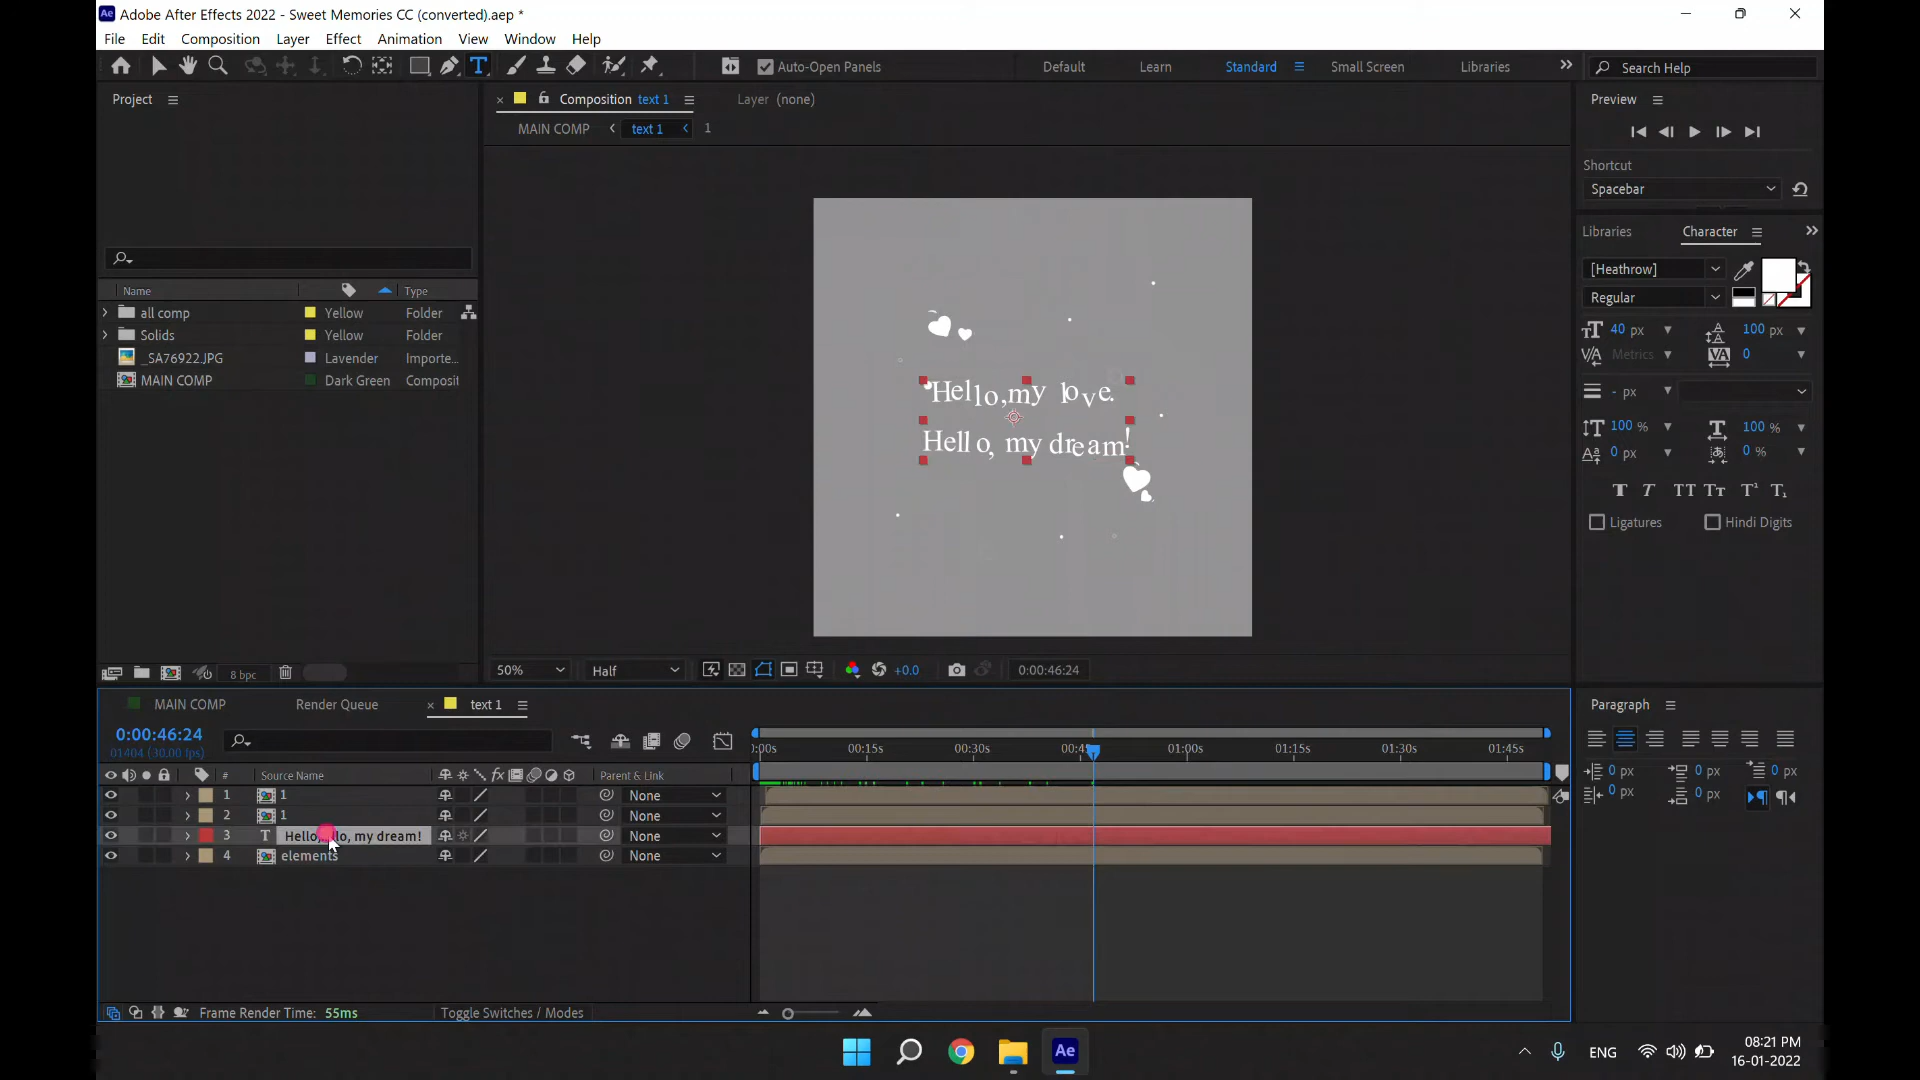 Adobe After Effects 2022 - Sweet Memories CC (converted).aep *
File Edit Composition Layer Effect Animation View Window Help
Auto-Open Panels Default Learn Standard Small Screen Libraries Search Help
Project
Composition text 1 Layer (none)
MAIN COMP text 1 1
Name Type
all comp Yellow Folder
Solids Yellow Folder
_SA76922.JPG Lavender Importe...
MAIN COMP Dark Green Composit
8 bpc
Hello,my love.
Hello, my dream!
50% Half +0.0 0:00:46:24
Preview
Shortcut
Spacebar
Libraries Character
[Heathrow]
Regular
40 px 100 px
Metrics 0
- px
100 % 100 %
0 px 0 %
Ligatures Hindi Digits
MAIN COMP Render Queue text 1
0:00:46:24
01404 (30.00 fps)
# Source Name Parent & Link
1 1 None
2 1 None
3 my dream! None
4 elements None
):00s 00:15s 00:30s 00:45 01:00s 01:15s 01:30s 01:45s
Frame Render Time: 55ms Toggle Switches / Modes
Paragraph
0 px 0 px 0 px
0 px 0 px
Ae
ENG
08:21 PM
16-01-2022